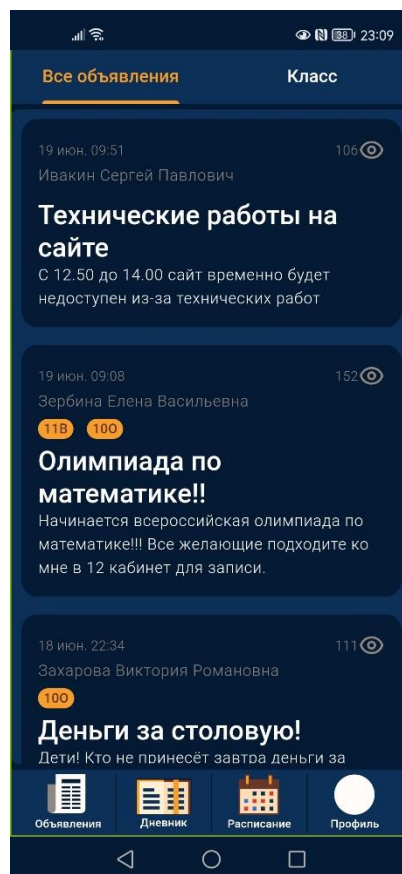 38 23:09
Все объявления Класс
19 июн. 09:51 106
Ивакин Сергей Павлович
Технические работы на
сайте
С 12.50 до 14.00 сайт временно будет
недоступен из-за технических работ
19 июн. 09:08 152
Зербина Елена Васильевна
11В 10О
Олимпиада по
математике!!
Начинается всероссийская олимпиада по
математике!!! Все желающие подходите ко
мне в 12 кабинет для записи.
18 июн. 22:34 111
Захарова Виктория Романовна
10О
Деньги за столовую!
Дети! Кто не принесёт завтра деньги за
Объявления Дневник Расписание Профиль